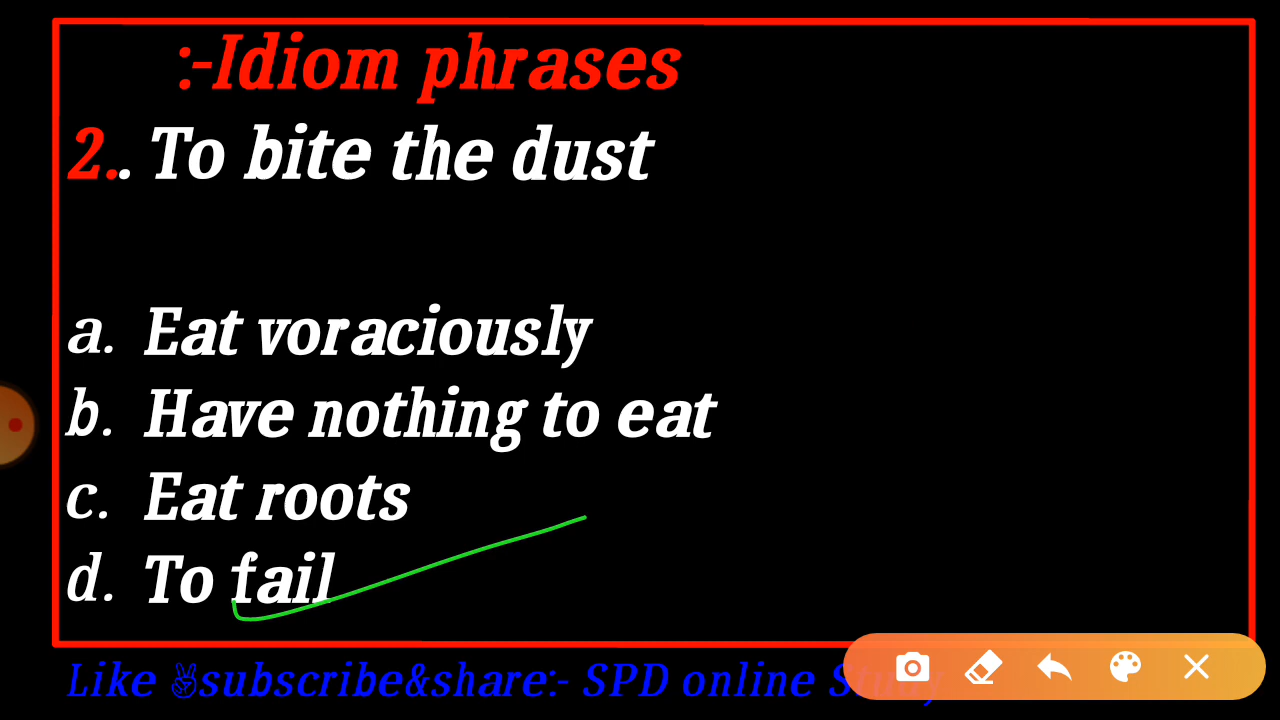 :-Idiom phrases
2.. To bite the dust
a. Eat voraciously
b. Have nothing to eat
c. Eat roots
d. To fail
Like ✌subscribe&share:- SPD online Study